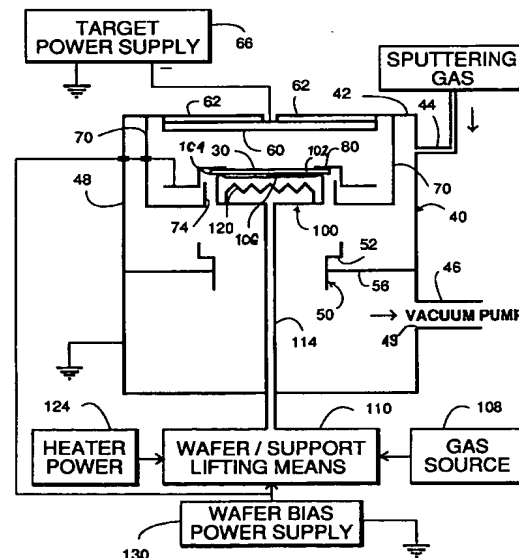 TARGET
POWER SUPPLY
66
SPUTTERING
GAS
62
62
42
44
70
60
104
30
102
80
48
70
74
120
106
100
40
52
50
56
46
VACUUM PUMP
49
114
124
110
108
HEATER
POWER
WAFER / SUPPORT
LIFTING MEANS
GAS
SOURCE
WAFER BIAS
POWER SUPPLY
130